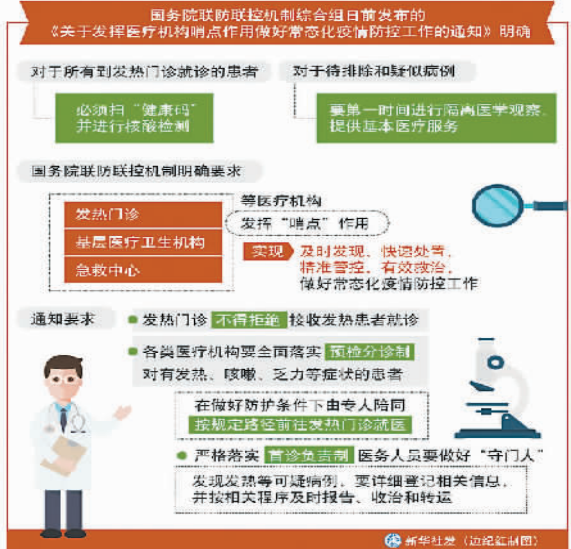 国务院联防联控机制综合组日前发布的
《关于发挥医疗机构哨点作用做好常态化疫情防控工作的通知》明确
对于所有到发热门诊就诊的患者
必须扫“健康码”
并进行核酸检测
对于待排除和疑似病例
要第一时间进行隔离医学观察，
提供基本医疗服务
国务院联防联控机制明确要求
发热门诊
基层医疗卫生机构
急救中心
等医疗机构
发挥“哨点”作用
实现 及时发现、快速处置、
精准管控、有效救治，
做好常态化疫情防控工作
通知要求
发热门诊 不得拒绝 接收发热患者就诊
各类医疗机构要全面落实 预检分诊制
对有发热、咳嗽、乏力等症状的患者
在做好防护条件下由专人陪同
按规定路径前往发热门诊就医
严格落实 首诊负责制 医务人员要做好“守门人”
发现发热等可疑病例，要详细登记相关信息，
并按相关程序及时报告、收治和转运
新华社发（边纪红制图）